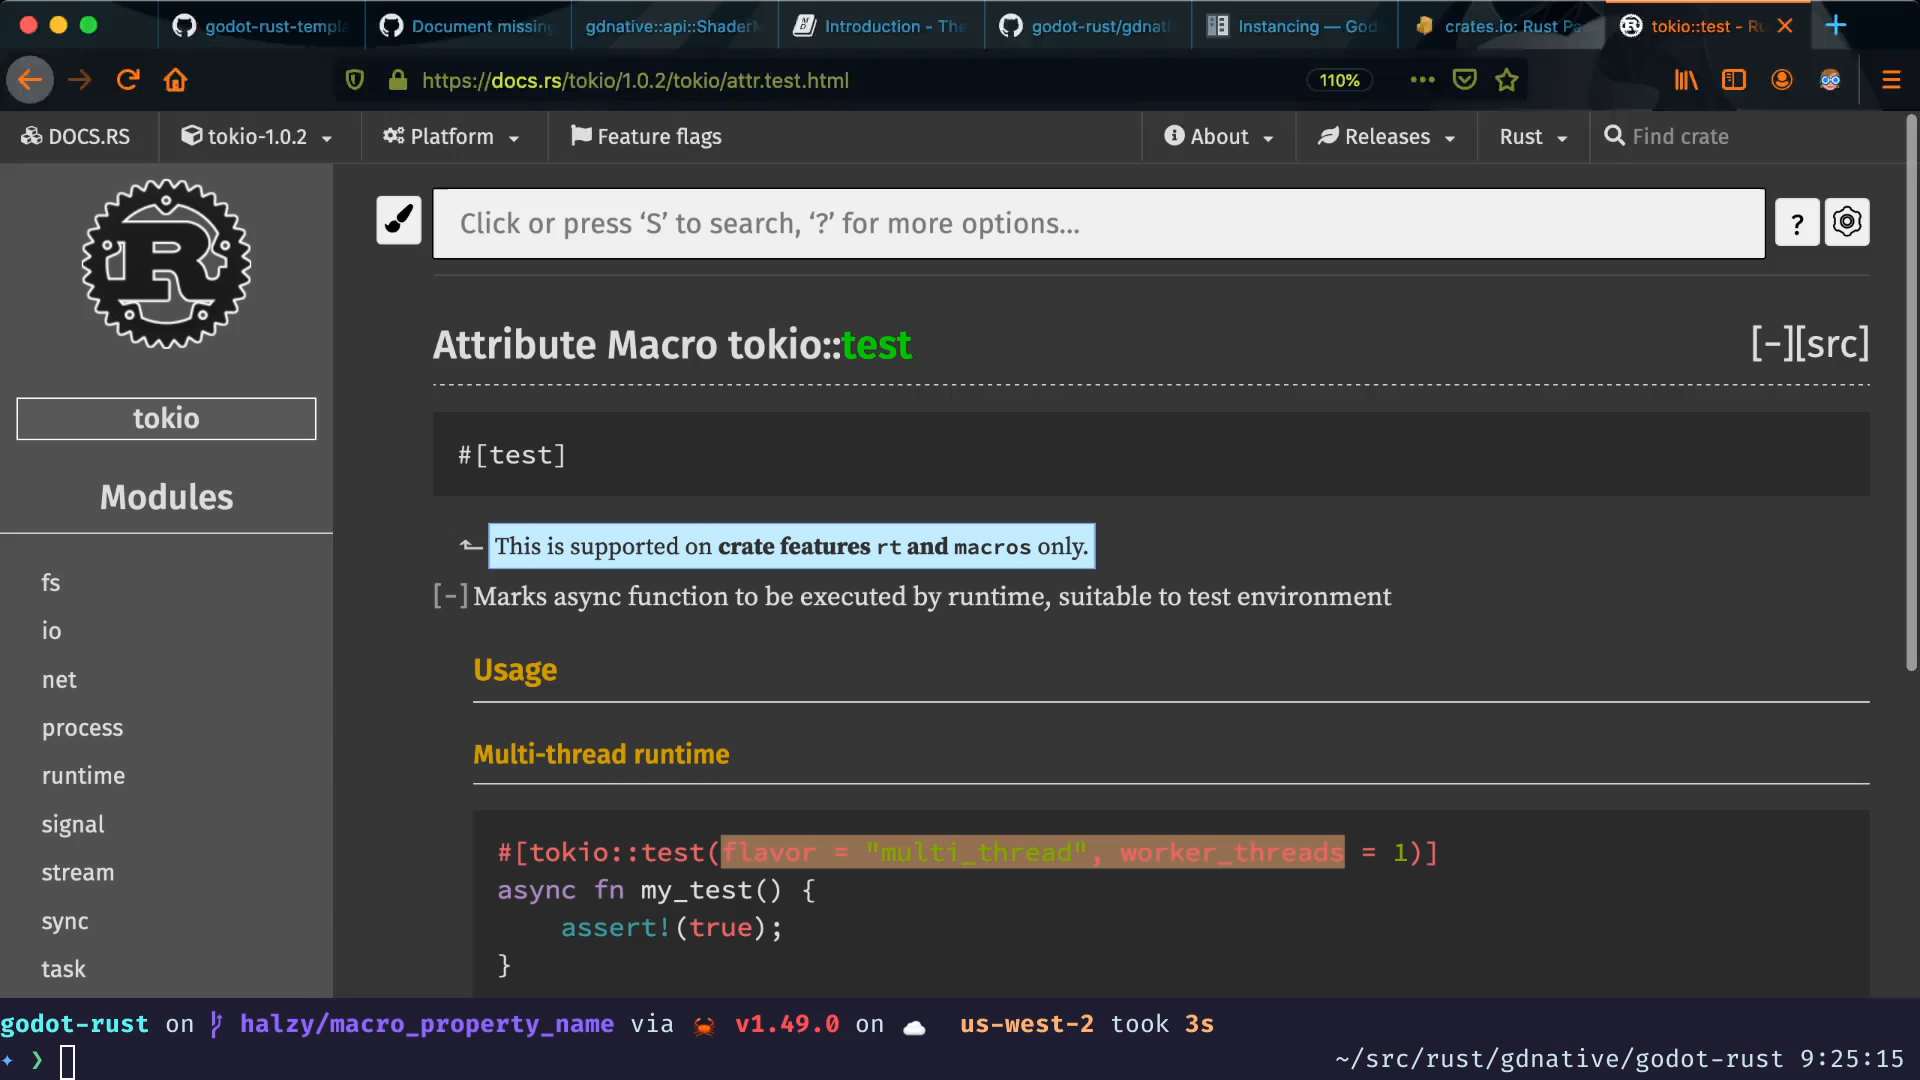 godot-rust-templa
Document missing
gdnative::api::ShaderM
Introduction - The
godot-rust/gdnati
Instancing — God
crates.io: Rust Pa
tokio::test - Ru
https://docs.rs/tokio/1.0.2/tokio/attr.test.html
110%
DOCS.RS
tokio-1.0.2
Platform
Feature flags
About
Releases
Rust
Find crate
Click or press ‘S’ to search, ‘?’ for more options...
?
tokio
Modules
fs
io
net
process
runtime
signal
stream
sync
task
Attribute Macro tokio::test
[-][src]
#[test]
This is supported on crate features rt and macros only.
[-] Marks async function to be executed by runtime, suitable to test environment
Usage
Multi-thread runtime
#[tokio::test(flavor = "multi_thread", worker_threads = 1)]
async fn my_test() {
    assert!(true);
}
godot-rust on halzy/macro_property_name via 🦀 v1.49.0 on ☁️ us-west-2 took 3s
❯
~/src/rust/gdnative/godot-rust 9:25:15